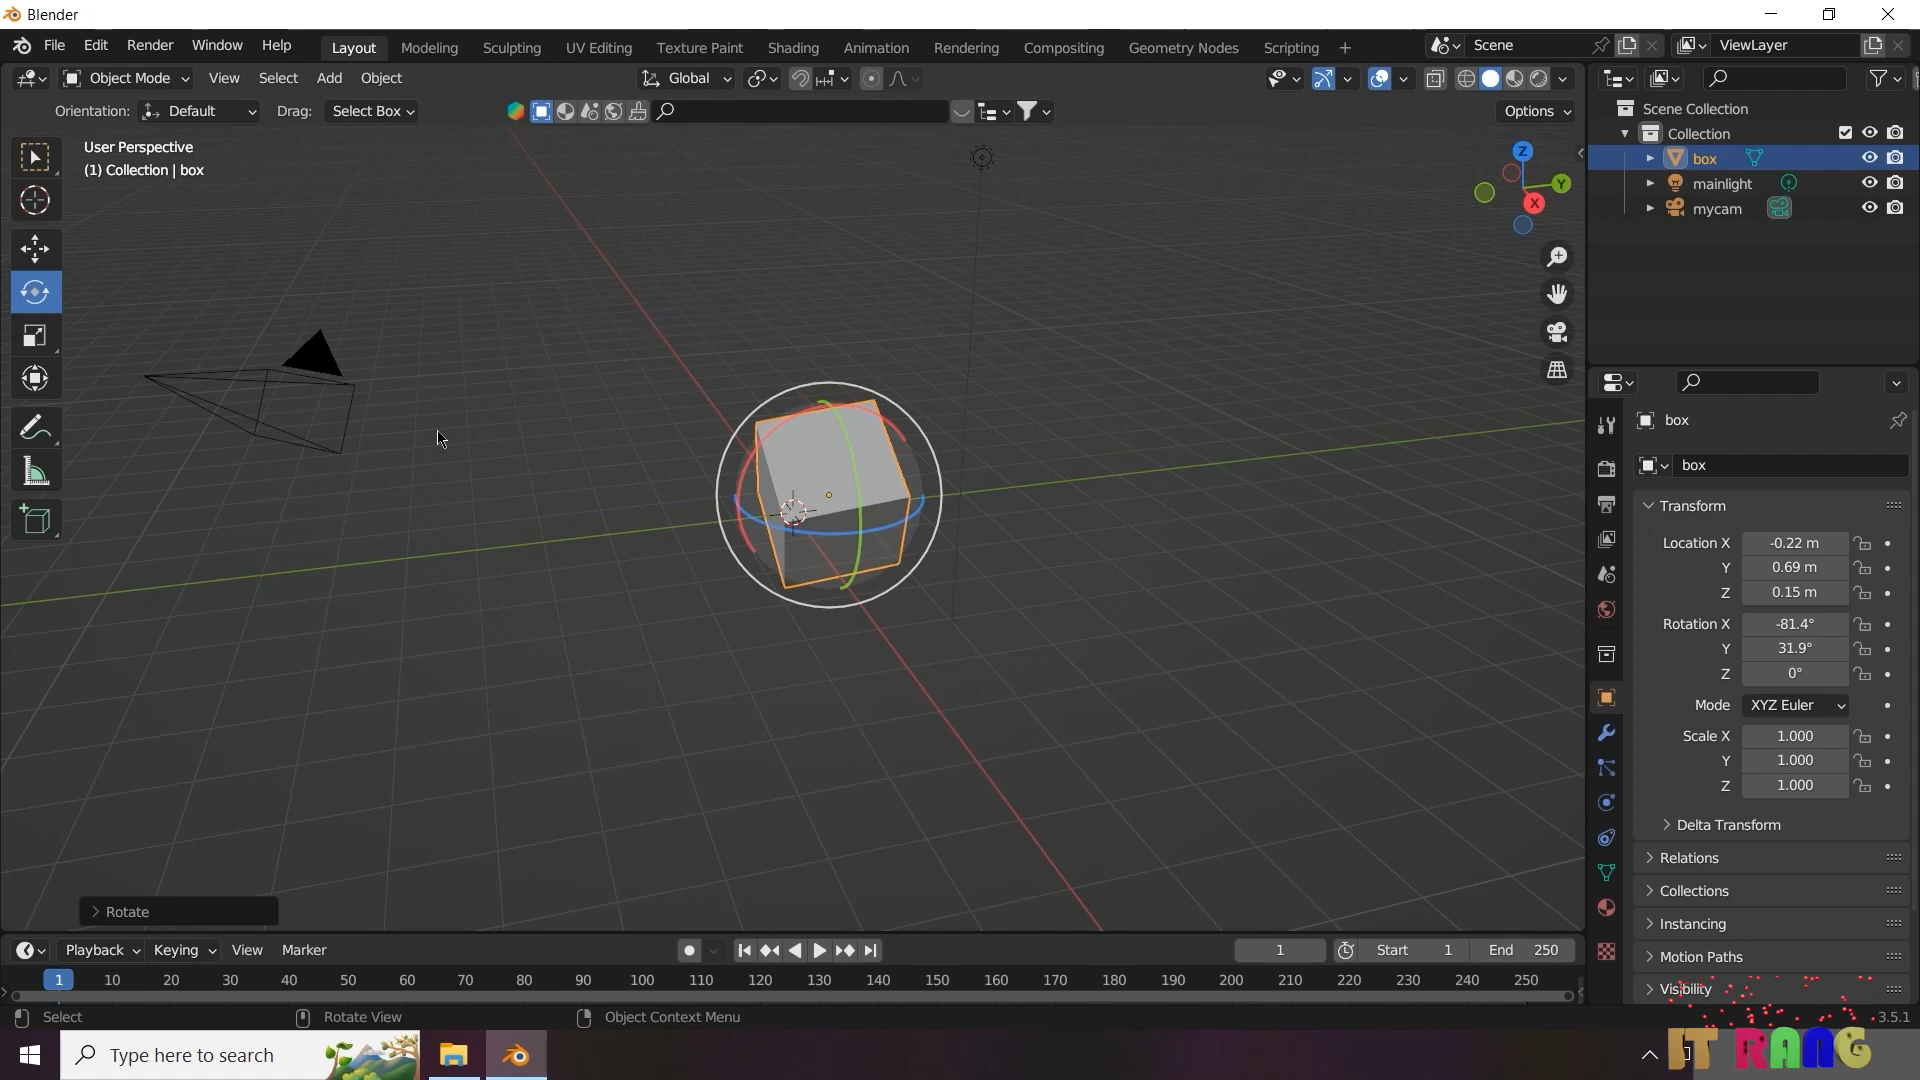 Blender
File Edit Render Window Help Layout Modeling Sculpting UV Editing Texture Paint Shading Animation Rendering Compositing Geometry Nodes Scripting + Scene ViewLayer
Object Mode View Select Add Object Global
Orientation: Default Drag: Select Box Options
User Perspective
(1) Collection | box
Z
Y
X
Scene Collection
Collection
box
mainlight
mycam
box
box
Transform
Location X -0.22 m
Y 0.69 m
Z 0.15 m
Rotation X -81.4°
Y 31.9°
Z 0°
Mode XYZ Euler
Scale X 1.000
Y 1.000
Z 1.000
Delta Transform
Relations
Collections
Instancing
Motion Paths
Visibility
Rotate
Playback Keying View Marker 1 Start 1 End 250
1 10 20 30 40 50 60 70 80 90 100 110 120 130 140 150 160 170 180 190 200 210 220 230 240 250
Select Rotate View Object Context Menu 3.5.1
Type here to search
IT RANG